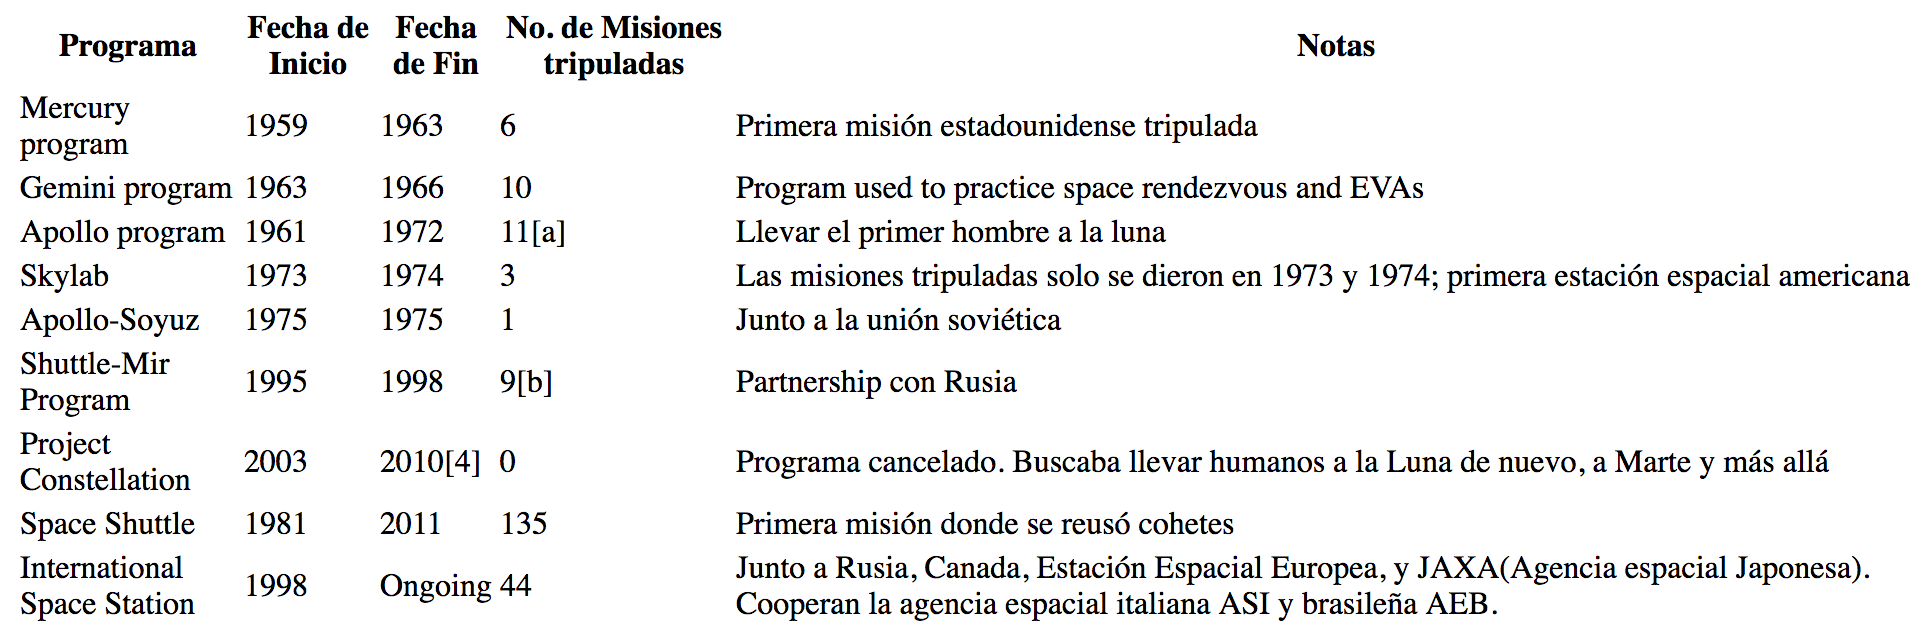 Programa Fecha de Inicio Fecha de Fin No. de Misiones tripuladas Notas
Mercury program 1959 1963 6 Primera misión estadounidense tripulada
Gemini program 1963 1966 10 Program used to practice space rendezvous and EVAs
Apollo program 1961 1972 11[a] Llevar el primer hombre a la luna
Skylab 1973 1974 3 Las misiones tripuladas solo se dieron en 1973 y 1974; primera estación espacial americana
Apollo-Soyuz 1975 1975 1 Junto a la unión soviética
Shuttle-Mir Program 1995 1998 9[b] Partnership con Rusia
Project Constellation 2003 2010[4] 0 Programa cancelado. Buscaba llevar humanos a la Luna de nuevo, a Marte y más allá
Space Shuttle 1981 2011 135 Primera misión donde se reusó cohetes
International Space Station 1998 Ongoing 44 Junto a Rusia, Canada, Estación Espacial Europea, y JAXA(Agencia espacial Japonesa).
Cooperan la agencia espacial italiana ASI y brasileña AEB.